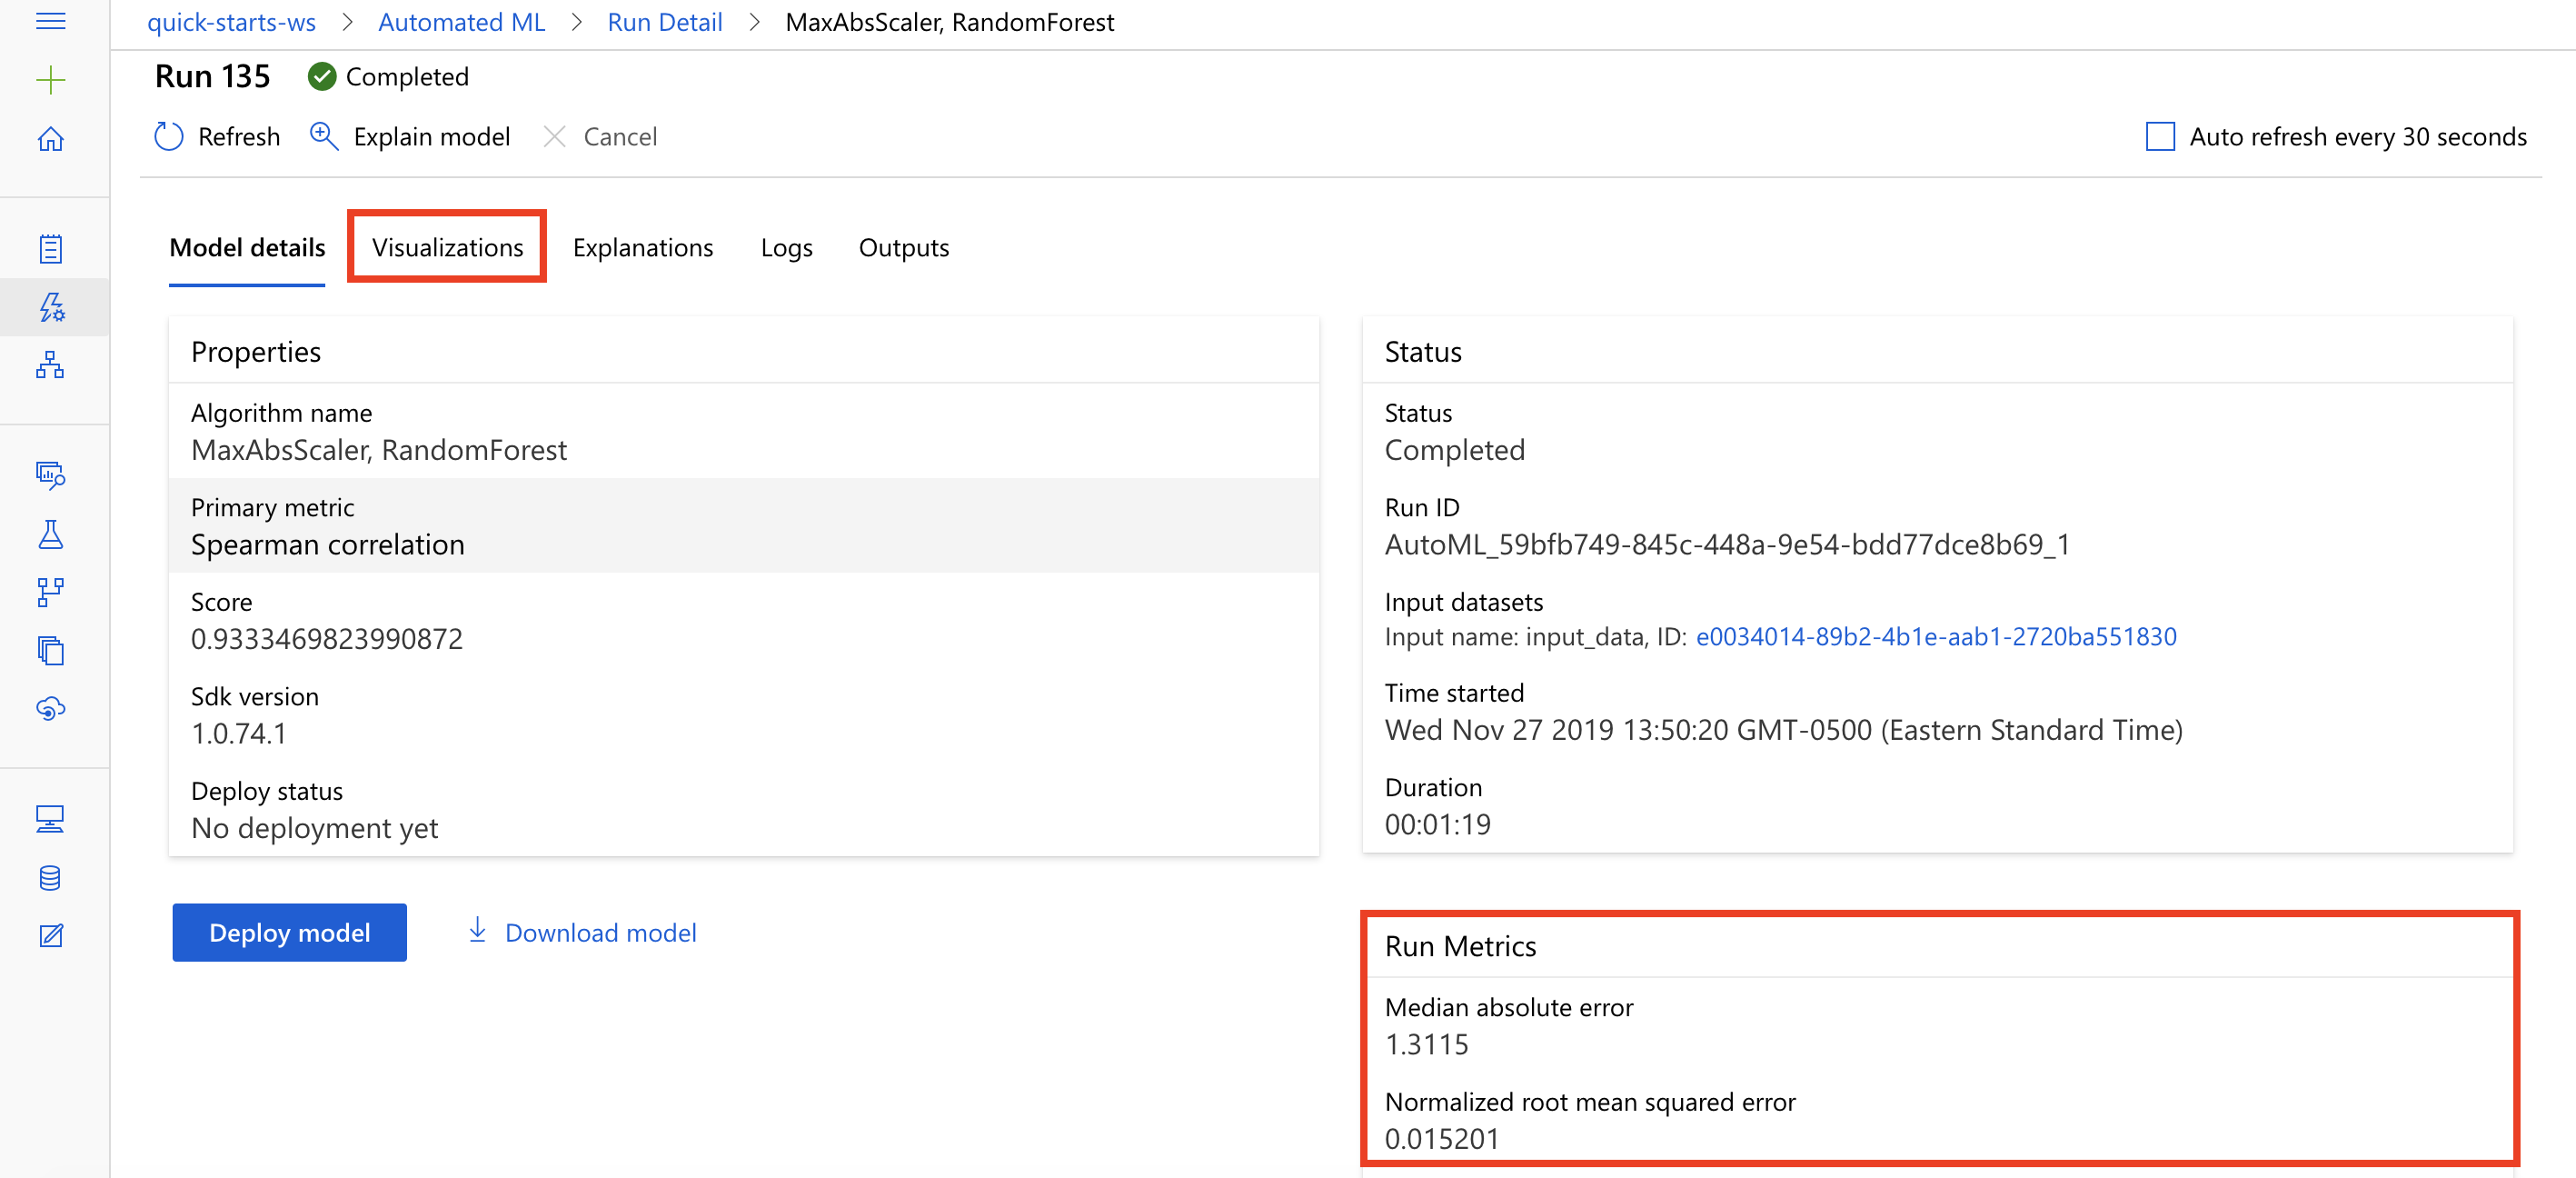 quick-starts-ws > Automated ML > Run Detail > MaxAbsScaler, RandomForest
Run 135 Completed
Refresh Explain model Cancel Auto refresh every 30 seconds
Model details Visualizations Explanations Logs Outputs
Properties
Algorithm name
MaxAbsScaler, RandomForest
Primary metric
Spearman correlation
Score
0.9333469823990872
Sdk version
1.0.74.1
Deploy status
No deployment yet
Deploy model Download model
Status
Status
Completed
Run ID
AutoML_59bfb749-845c-448a-9e54-bdd77dce8b69_1
Input datasets
Input name: input_data, ID: e0034014-89b2-4b1e-aab1-2720ba551830
Time started
Wed Nov 27 2019 13:50:20 GMT-0500 (Eastern Standard Time)
Duration
00:01:19
Run Metrics
Median absolute error
1.3115
Normalized root mean squared error
0.015201